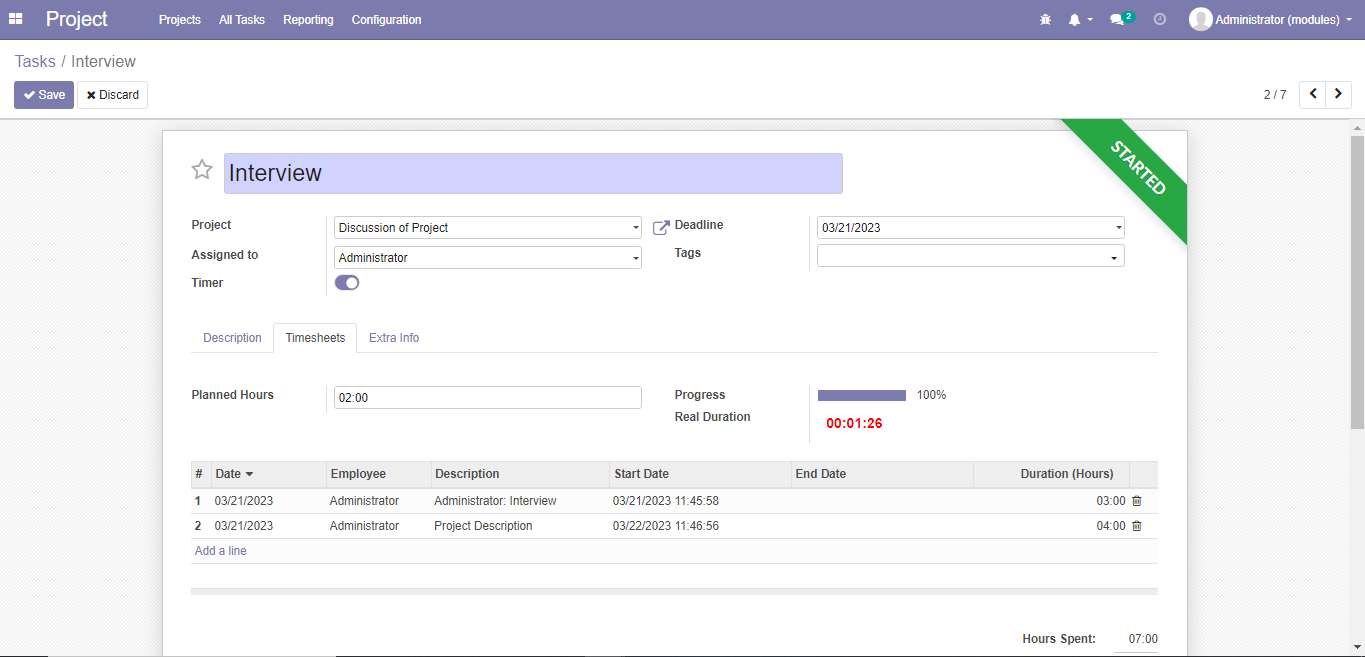 Project Projects All Tasks Reporting Configuration 2 Administrator (modules)
Tasks / Interview
Save Discard 2 / 7
STARTED
Interview
Project Discussion of Project Deadline 03/21/2023
Assigned to Administrator Tags
Timer
Description Timesheets Extra Info
Planned Hours 02:00 Progress 100%
Real Duration 00:01:26
# Date Employee Description Start Date End Date Duration (Hours)
1 03/21/2023 Administrator Administrator: Interview 03/21/2023 11:45:58 03:00
2 03/21/2023 Administrator Project Description 03/22/2023 11:46:56 04:00
Add a line
Hours Spent: 07:00